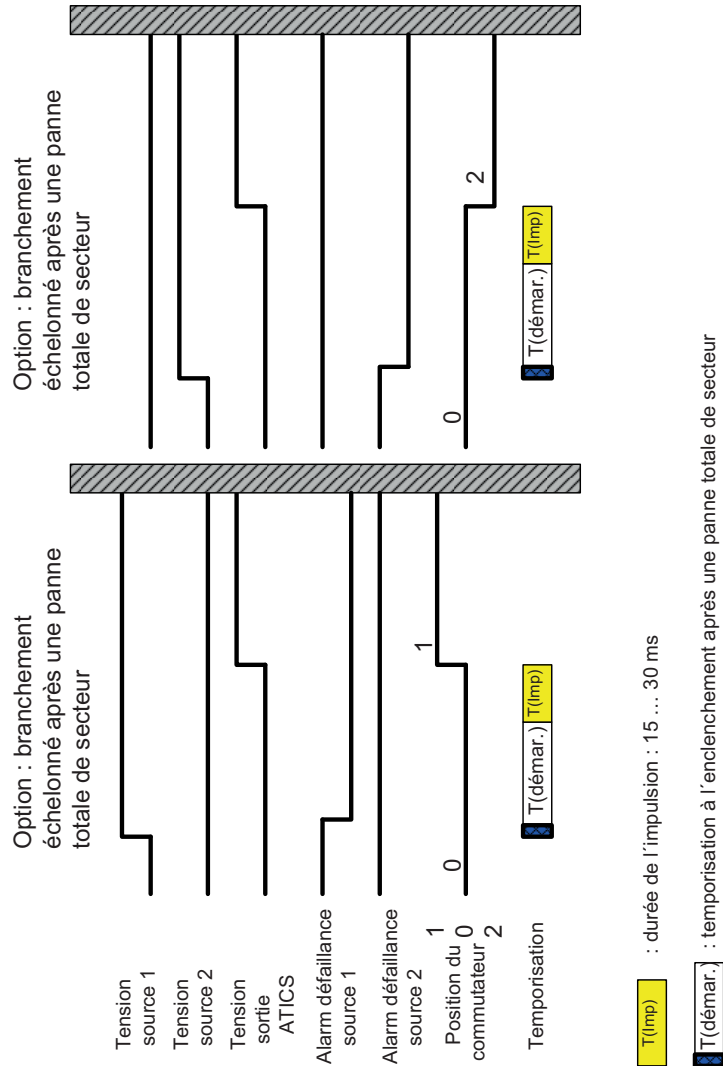 Option : branchement
échelonné après une panne
totale de secteur
Option : branchement
échelonné après une panne
totale de secteur
Tension
source 1
Tension
source 2
Tension
sortie
ATICS
Alarm défaillance
source 1
Alarm défaillance
source 2
Position du
commutateur
1
0
2
0
1
0
2
Temporisation
T(démar.)
T(Imp)
T(démar.)
T(Imp)
T(Imp)
: durée de l´impulsion : 15 ... 30 ms
T(démar.)
: temporisation à l´enclenchement après une panne totale de secteur